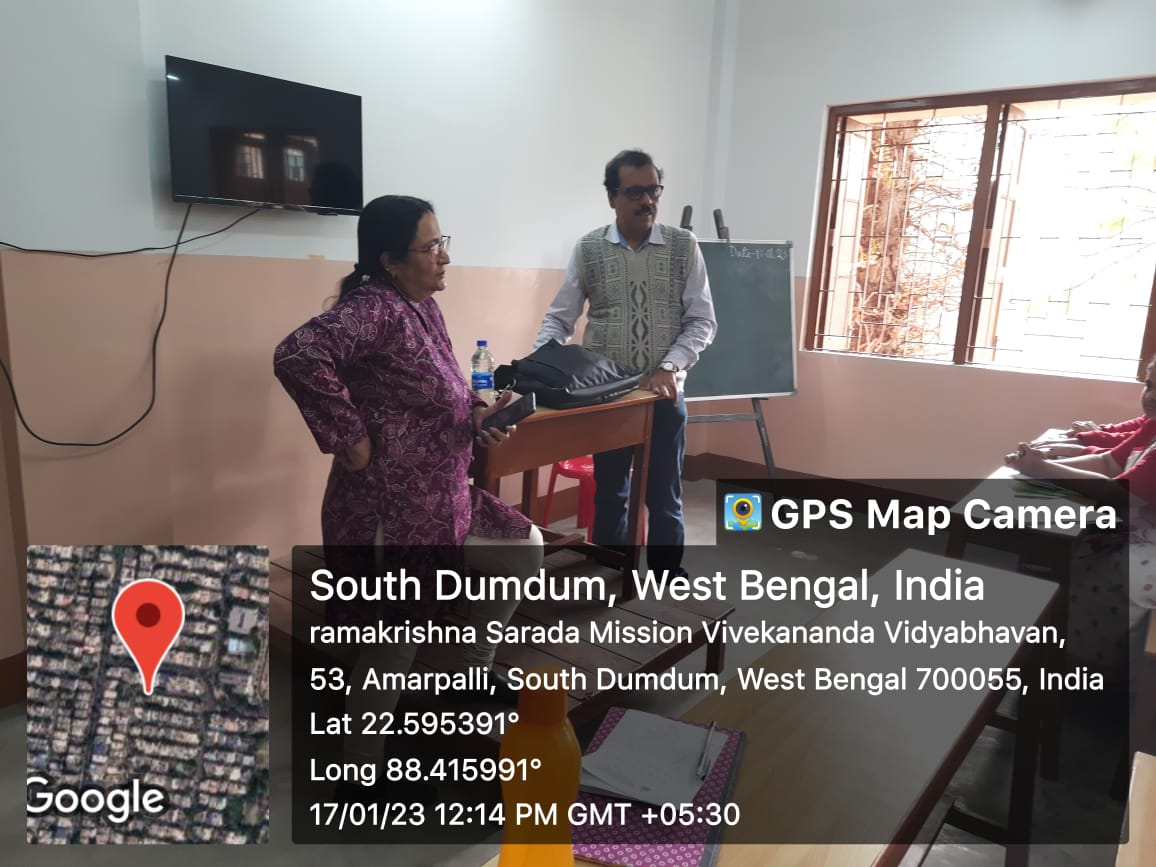 GPS Map Camera
South Dumdum, West Bengal, India
ramakrishna Sarada Mission Vivekananda Vidyabhavan,
53, Amarpalli, South Dumdum, West Bengal 700055, India
Lat 22.595391°
Long 88.415991°
17/01/23 12:14 PM GMT +05:30
Google